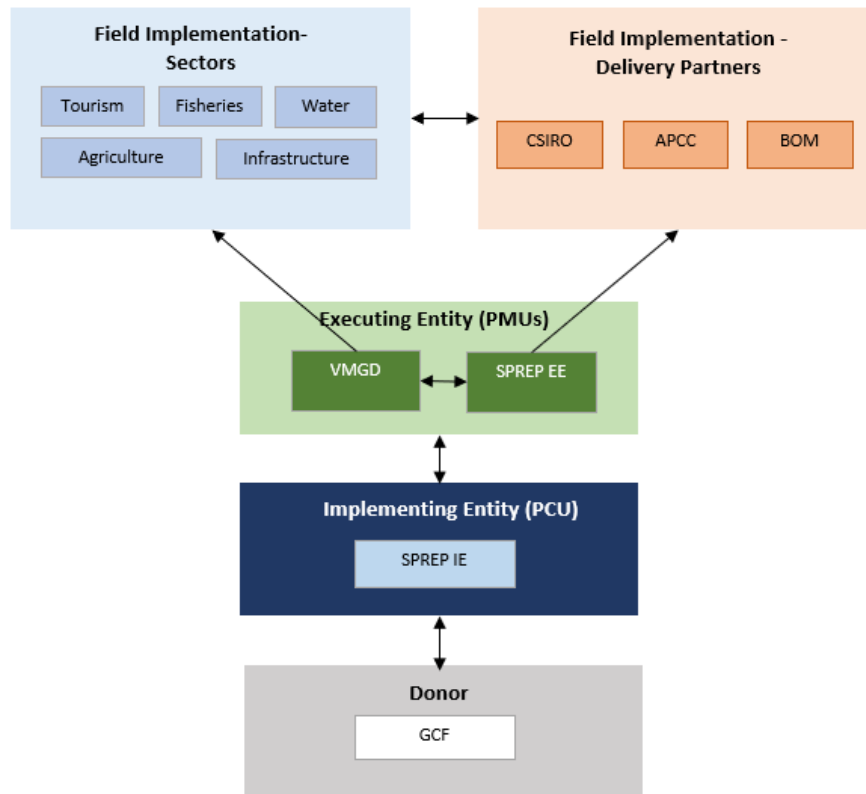 Field Implementation-
Sectors
Tourism
Fisheries
Water
Agriculture
Infrastructure
Field Implementation -
Delivery Partners
CSIRO
APCC
BOM
Executing Entity (PMUs)
VMGD
SPREP EE
Implementing Entity (PCU)
SPREP IE
Donor
GCF